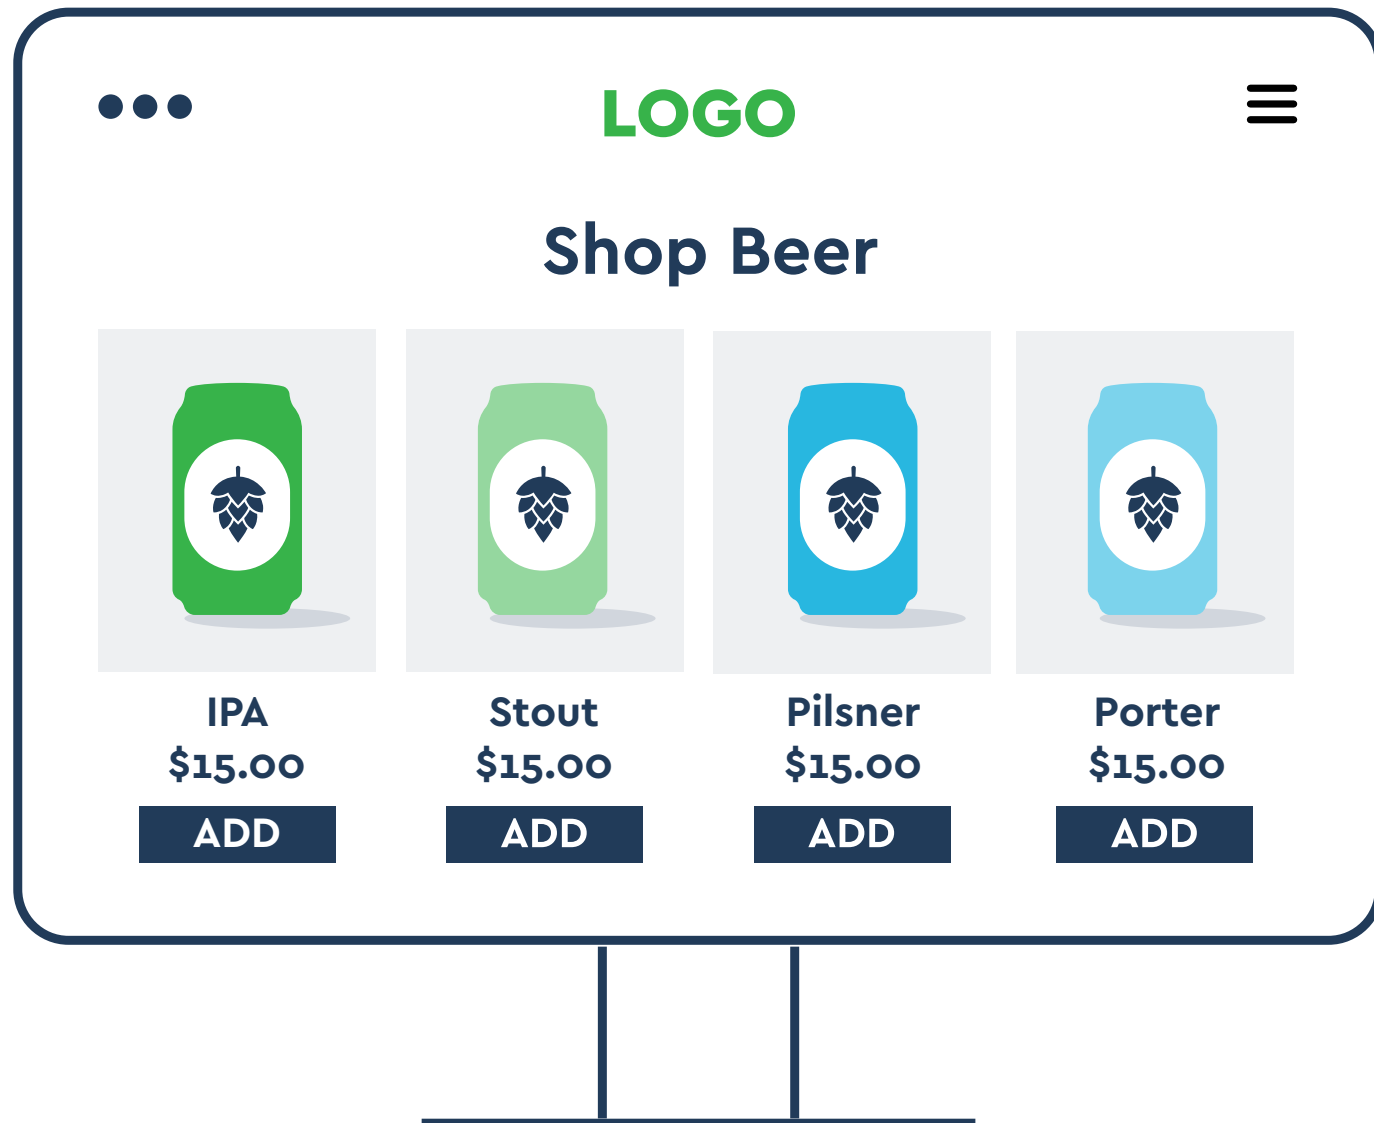 LOGO
Shop Beer
IPA
Stout
Pilsner
Porter
$15.00
$15.00
$15.00
$15.00
ADD
ADD
ADD
ADD